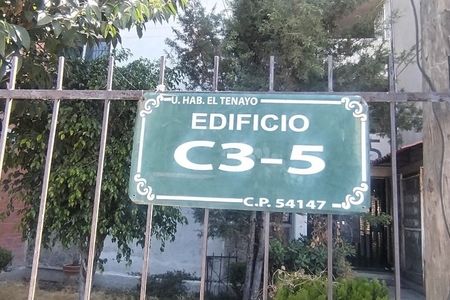 U. HAB. EL TENAYO
EDIFICIO
C3-5
C.P. 54147